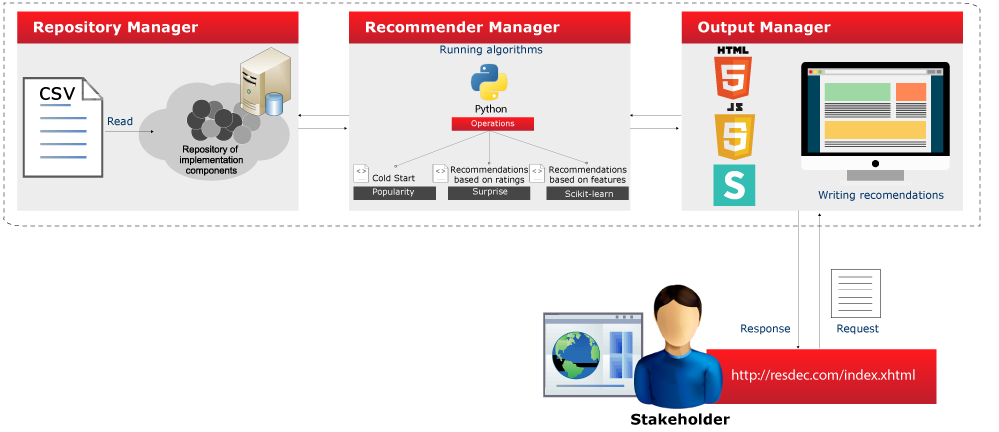 Repository Manager
CSV
Read
Repository of
implementation
components
Recommender Manager
Running algorithms
Python
Operations
<> Cold Start
Popularity
<> Recommendations
based on ratings
Surprise
<> Recommendations
based on features
Scikit-learn
Output Manager
HTML
5
JS
5
S
Writing recomendations
Response
Request
http://resdec.com/index.xhtml
Stakeholder